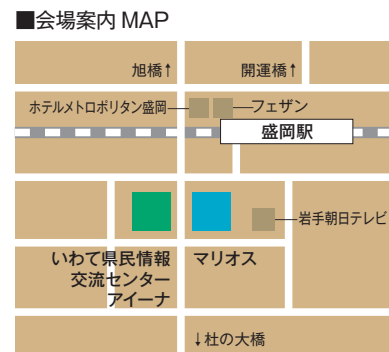 ■会場案内 MAP
旭橋↑
開運橋↑
ホテルメトロポリタン盛岡
フェザン
盛岡駅
岩手朝日テレビ
いわて県民情報
交流センター
アイーナ
マリオス
↓杜の大橋